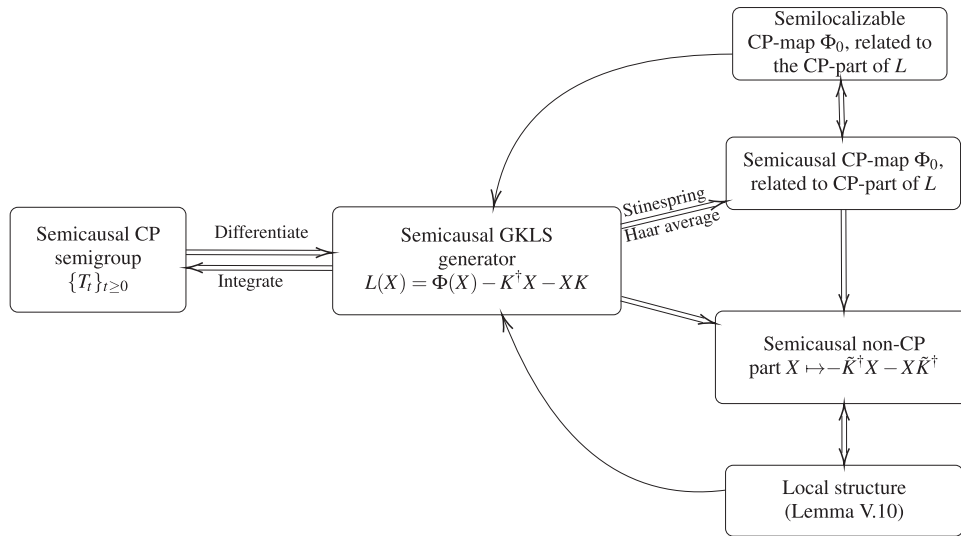 Semilocalizable
CP-map Φ₀, related to
the CP-part of L
Semicausal CP-map Φ₀,
related to CP-part of L
Stinespring
Haar average
Semicausal CP
semigroup
{Tₜ}ₜ≥₀
Differentiate
Integrate
Semicausal GKLS
generator
L(X) = Φ(X) − K†X − XK
Semicausal non-CP
part X ↦ −K̃†X − XK̃†
Local structure
(Lemma V.10)